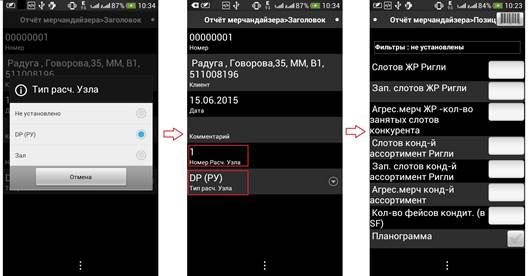 84% 10:34
Отчёт мерчандайзера>Заголовок
00000001
Номер
Радуга , Говорова,35, ММ, В1,
511008196
Тип расч. Узла
Не установлено
DP (РУ)
Зал
Отмена
87% 10:34
Отчёт мерчандайзера>Заголовок
00000001
Номер
Радуга , Говорова,35, ММ, В1,
511008196
Клиент
15.06.2015
Дата
Комментарий
1
Номер Расч. Узла
DP (РУ)
Тип расч. Узла
82% 10:23
Отчёт мерчандайзера>Позиц
Фильтры : не установлены
Слотов ЖР Ригли
Зап. слотов ЖР Ригли
Агрес.мерч ЖР -кол-во
занятых слотов
конкурента
Слотов конд-й
ассортимент Ригли
Зап. слотов конд-й
ассортимент Ригли
Агрес.мерч конд-й
ассортимент
Кол-во фейсов кондит. (в
SF)
Планограмма